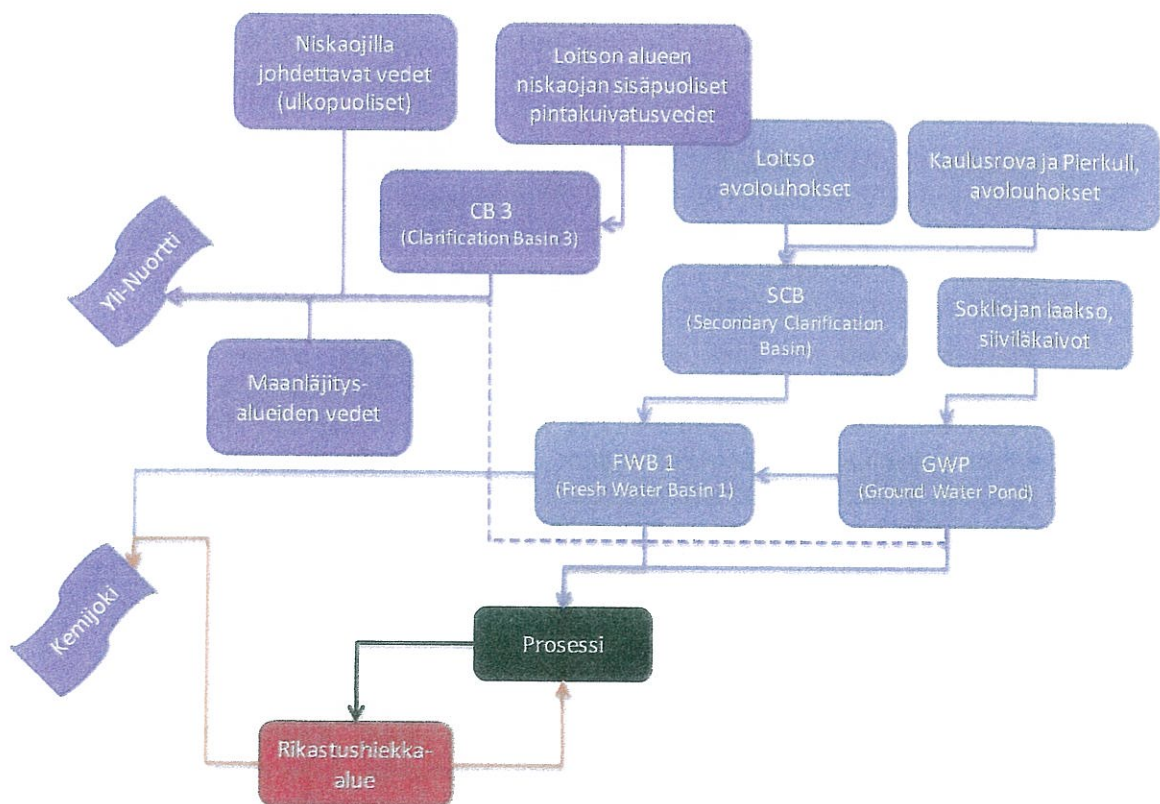 Niskaojilla
johdettavat vedet
(ulkopuoliset)
Loitson alueen
niskaojan sisäpuoliset
pintakuivatusvedet
Loitso
avolouhokset
Kaulusrova ja Pierkuli,
avolouhokset
CB 3
(Clarification Basin 3)
Yli-Nuortti
SCB
(Secondary Clarification
Basin)
Sokliojan laakso,
siiviläkaivot
Maanläjitys-
alueiden vedet
FWB 1
(Fresh Water Basin 1)
GWP
(Ground Water Pond)
Kemijoki
Prosessi
Rikastushiekka-
alue